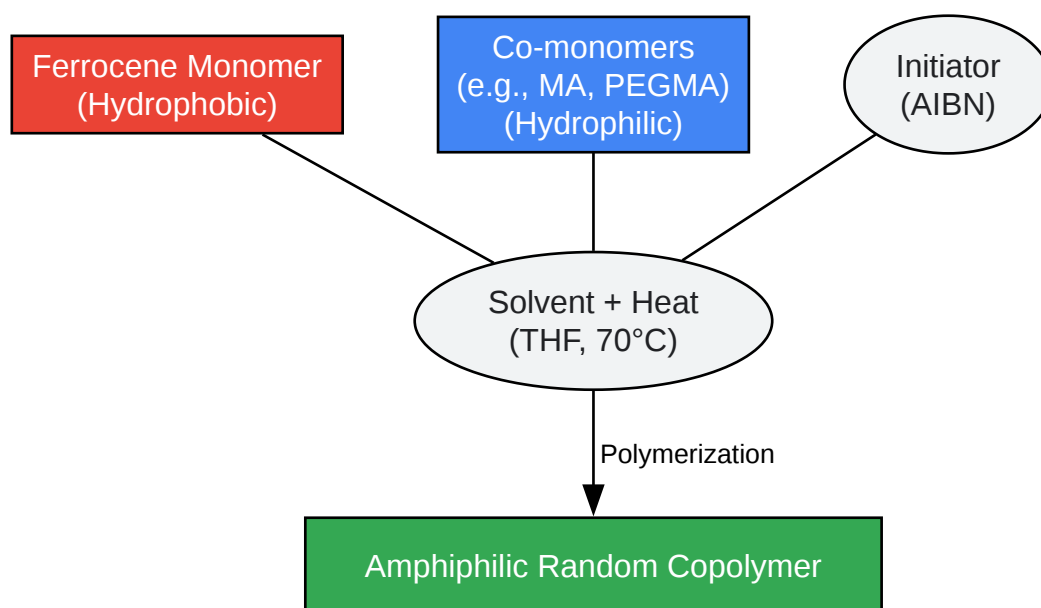 Ferrocene Monomer
(Hydrophobic)
Co-monomers
(e.g., MA, PEGMA)
(Hydrophilic)
Initiator
(AIBN)
Solvent + Heat
(THF, 70°C)
Polymerization
Amphiphilic Random Copolymer